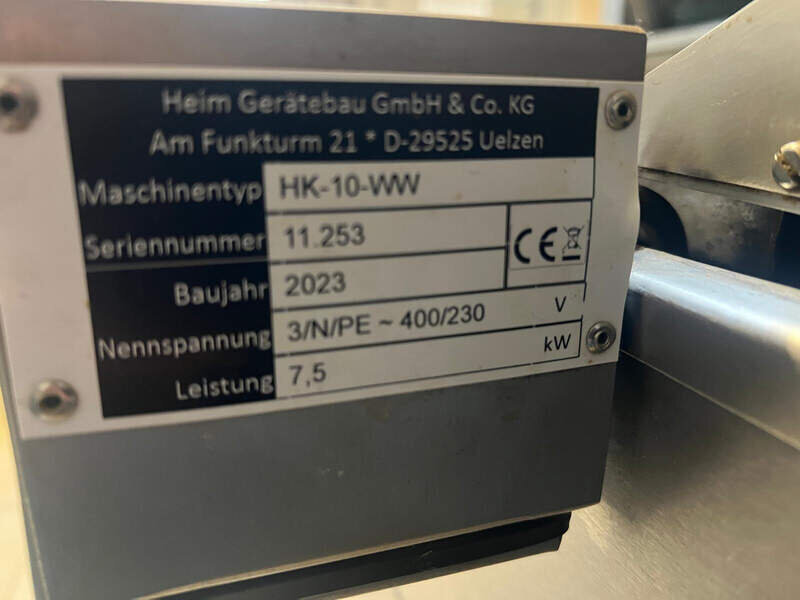 Heim Gerätebau GmbH & Co. KG
Am Funkturm 21 * D-29525 Uelzen
Maschinentyp HK-10-WW
Seriennummer 11.253 CE
Baujahr 2023
Nennspannung 3/N/PE ~ 400/230 V
Leistung 7,5 kW